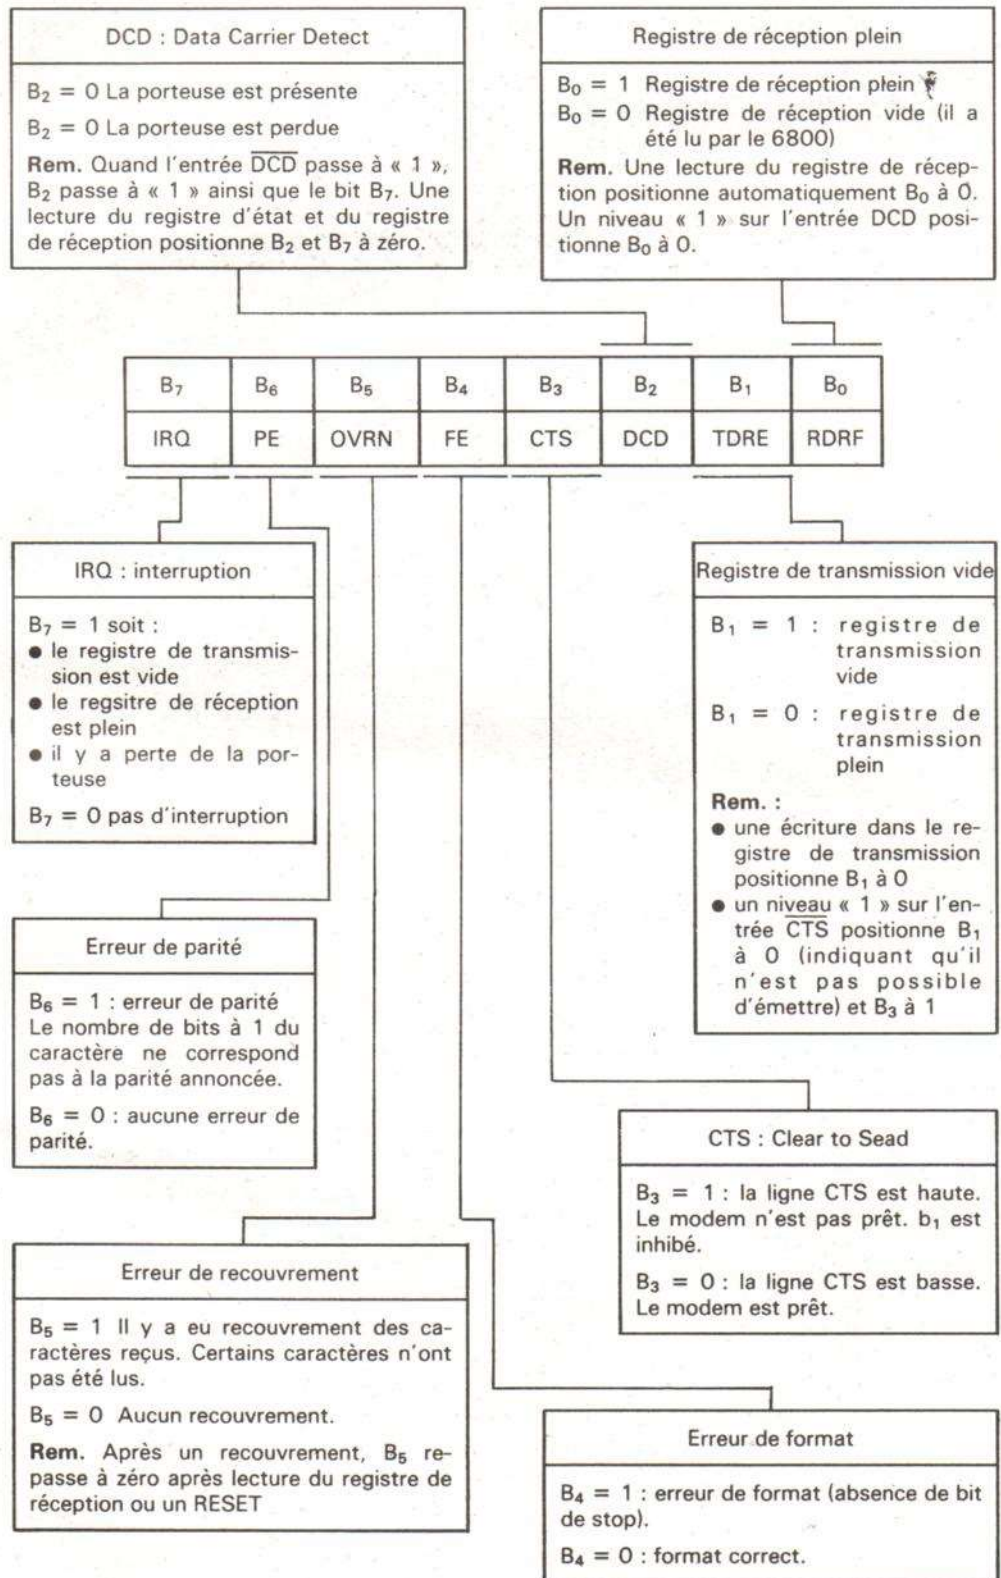 DCD : Data Carrier Detect
B₂ = 0 La porteuse est présente
B₂ = 0 La porteuse est perdue
Rem. Quand l'entrée D̅C̅D̅ passe à « 1 »,
B₂ passe à « 1 » ainsi que le bit B₇. Une
lecture du registre d'état et du registre
de réception positionne B₂ et B₇ à zéro.
Registre de réception plein
B₀ = 1 Registre de réception plein
B₀ = 0 Registre de réception vide (il a
été lu par le 6800)
Rem. Une lecture du registre de récep-
tion positionne automatiquement B₀ à 0.
Un niveau « 1 » sur l'entrée DCD posi-
tionne B₀ à 0.
B₇ B₆ B₅ B₄ B₃ B₂ B₁ B₀
IRQ PE OVRN FE CTS DCD TDRE RDRF
IRQ : interruption
B₇ = 1 soit :
● le registre de transmis-
sion est vide
● le regsitre de réception
est plein
● il y a perte de la por-
teuse
B₇ = 0 pas d'interruption
Registre de transmission vide
B₁ = 1 : registre de
transmission
vide
B₁ = 0 : registre de
transmission
plein
Rem. :
● une écriture dans le re-
gistre de transmission
positionne B₁ à 0
● un niveau « 1 » sur l'en-
trée C̅T̅S̅ positionne B₁
à 0 (indiquant qu'il
n'est pas possible
d'émettre) et B₃ à 1
Erreur de parité
B₆ = 1 : erreur de parité
Le nombre de bits à 1 du
caractère ne correspond
pas à la parité annoncée.
B₆ = 0 : aucune erreur de
parité.
CTS : Clear to Sead
B₃ = 1 : la ligne CTS est haute.
Le modem n'est pas prêt. b₁ est
inhibé.
B₃ = 0 : la ligne CTS est basse.
Le modem est prêt.
Erreur de recouvrement
B₅ = 1 Il y a eu recouvrement des ca-
ractères reçus. Certains caractères n'ont
pas été lus.
B₅ = 0 Aucun recouvrement.
Rem. Après un recouvrement, B₅ re-
passe à zéro après lecture du registre de
réception ou un RESET
Erreur de format
B₄ = 1 : erreur de format (absence de bit
de stop).
B₄ = 0 : format correct.